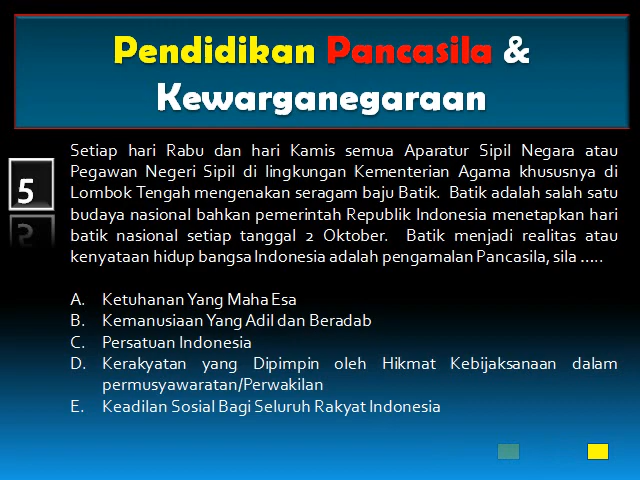 Pendidikan Pancasila &
Kewarganegaraan
5
Setiap hari Rabu dan hari Kamis semua Aparatur Sipil Negara atau
Pegawan Negeri Sipil di lingkungan Kementerian Agama khususnya di
Lombok Tengah mengenakan seragam baju Batik. Batik adalah salah satu
budaya nasional bahkan pemerintah Republik Indonesia menetapkan hari
batik nasional setiap tanggal 2 Oktober. Batik menjadi realitas atau
kenyataan hidup bangsa Indonesia adalah pengamalan Pancasila, sila .....
A. Ketuhanan Yang Maha Esa
B. Kemanusiaan Yang Adil dan Beradab
C. Persatuan Indonesia
D. Kerakyatan yang Dipimpin oleh Hikmat Kebijaksanaan dalam
permusyawaratan/Perwakilan
E. Keadilan Sosial Bagi Seluruh Rakyat Indonesia